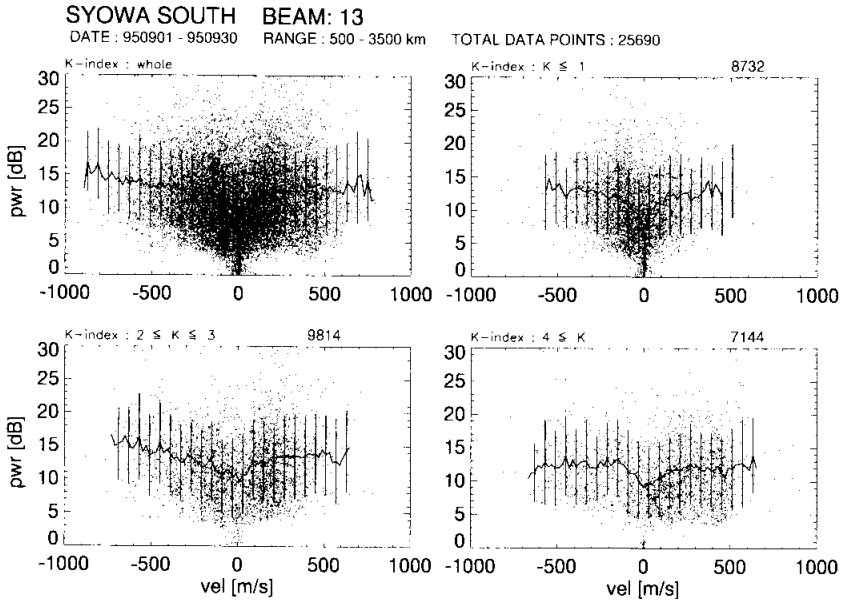 SYOWA SOUTH BEAM: 13
DATE : 950901 - 950930 RANGE : 500 - 3500 km TOTAL DATA POINTS : 25690
K-index : whole
30
25
20
15
10
5
0
pwr [dB]
-1000 -500 0 500 1000
K-index : K ≦ 1 8732
30
25
20
15
10
5
0
-1000 -500 0 500 1000
K-index : 2 ≦ K ≦ 3 9814
30
25
20
15
10
5
0
pwr [dB]
-1000 -500 0 500 1000
vel [m/s]
K-index : 4 ≦ K 7144
30
25
20
15
10
5
0
-1000 -500 0 500 1000
vel [m/s]